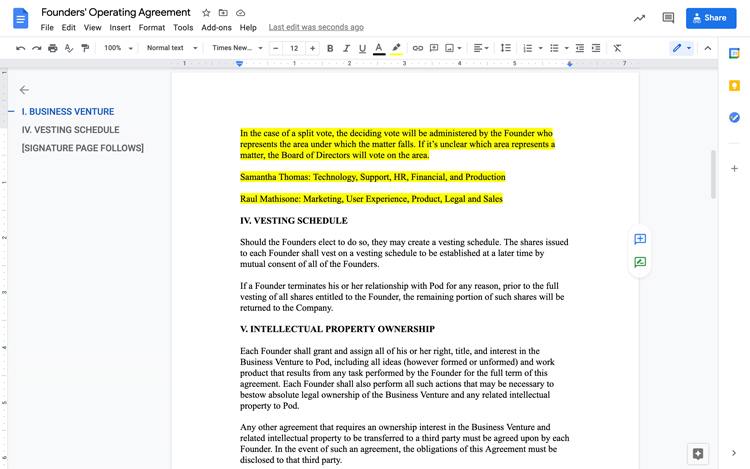 Founders' Operating Agreement
File Edit View Insert Format Tools Add-ons Help Last edit was seconds ago
Share
100% Normal text Times New... 12 B I U A
1 1 2 3 4 5 6 7
I. BUSINESS VENTURE
IV. VESTING SCHEDULE
[SIGNATURE PAGE FOLLOWS]
In the case of a split vote, the deciding vote will be administered by the Founder who
represents the area under which the matter falls. If it's unclear which area represents a
matter, the Board of Directors will vote on the area.
Samantha Thomas: Technology, Support, HR, Financial, and Production
Raul Mathisone: Marketing, User Experience, Product, Legal and Sales
IV. VESTING SCHEDULE
Should the Founders elect to do so, they may create a vesting schedule. The shares issued
to each Founder shall vest on a vesting schedule to be established at a later time by
mutual consent of all of the Founders.
If a Founder terminates his or her relationship with Pod for any reason, prior to the full
vesting of all shares entitled to the Founder, the remaining portion of such shares will be
returned to the Company.
V. INTELLECTUAL PROPERTY OWNERSHIP
Each Founder shall grant and assign all of his or her right, title, and interest in the
Business Venture to Pod, including all ideas (however formed or unformed) and work
product that results from any task performed by the Founder for the full term of this
agreement. Each Founder shall also perform all such actions that may be necessary to
bestow absolute legal ownership of the Business Venture and any related intellectual
property to Pod.
Any other agreement that requires an ownership interest in the Business Venture and
related intellectual property to be transferred to a third party must be agreed upon by each
Founder. In the event of such an agreement, the obligations of this Agreement must be
disclosed to that third party.
1
1
2
3
4
5
6